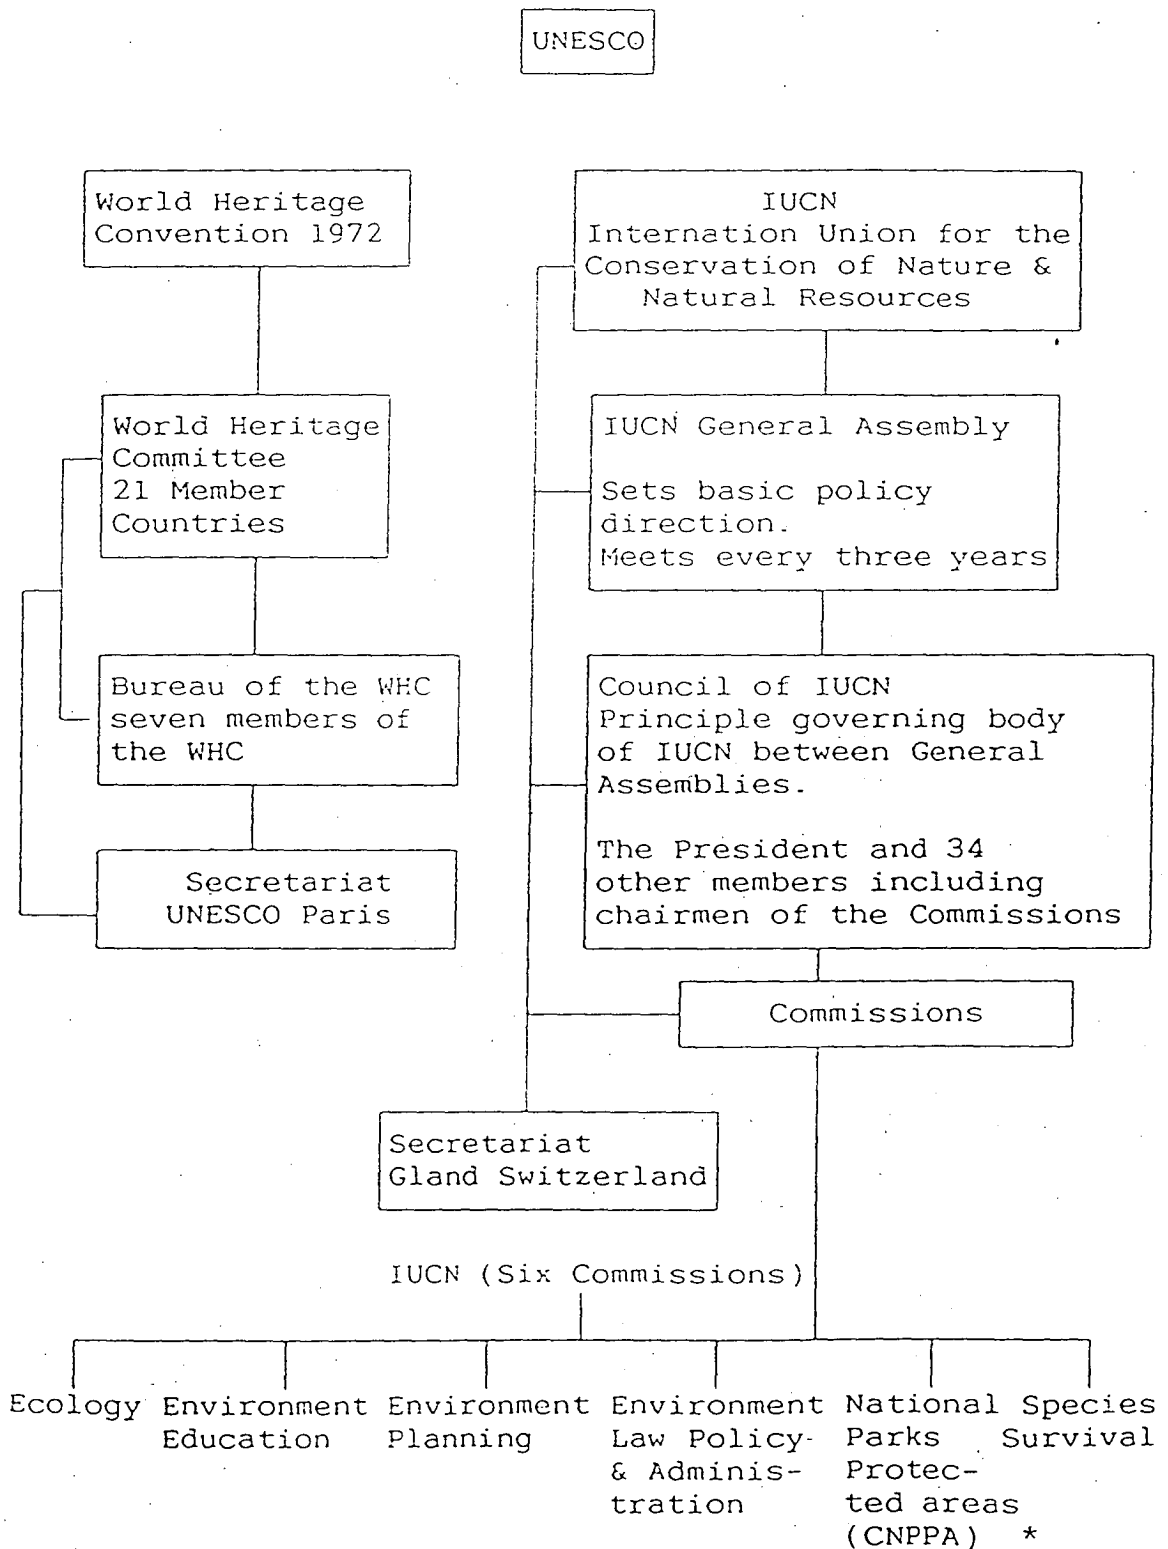 UNESCO
World Heritage
Convention 1972
World Heritage
Committee
21 Member
Countries
Bureau of the WHC
seven members of
the WHC
Secretariat
UNESCO Paris
IUCN
Internation Union for the
Conservation of Nature &
Natural Resources
IUCN General Assembly
Sets basic policy
direction.
Meets every three years
Council of IUCN
Principle governing body
of IUCN between General
Assemblies.
The President and 34
other members including
chairmen of the Commissions
Commissions
Secretariat
Gland Switzerland
IUCN (Six Commissions)
Ecology
Environment
Education
Environment
Planning
Environment
Law Policy
& Adminis-
tration
National
Parks
Protec-
ted areas
(CNPPA) *
Species
Survival